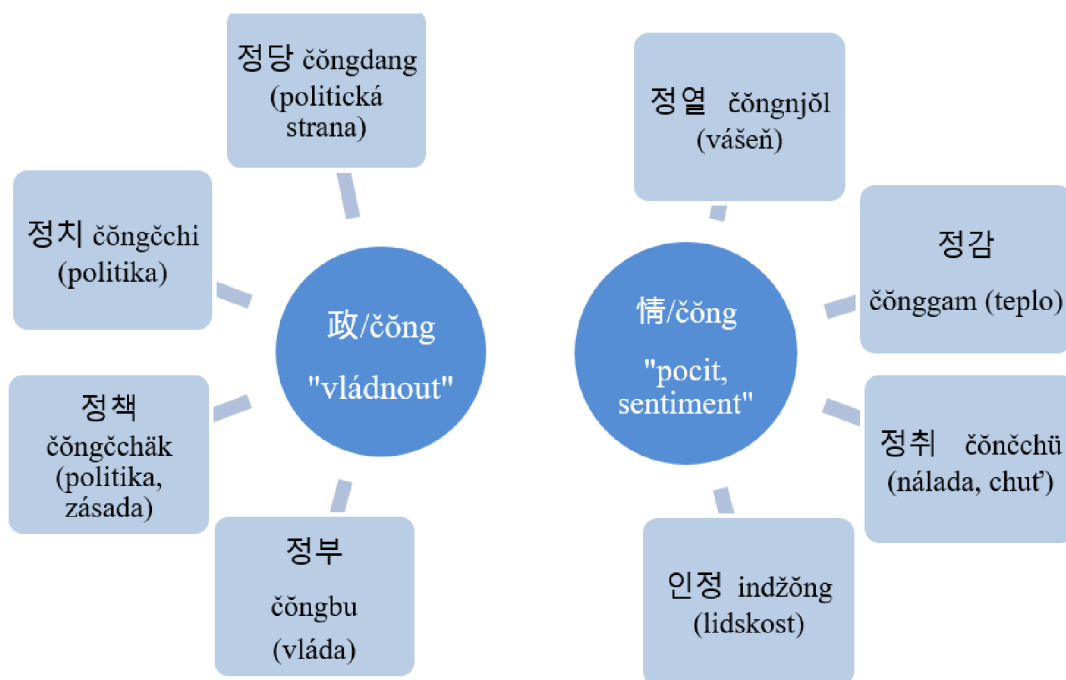 정당 čŏngdang
(politická
strana)
정치 čŏngčchi
(politika)
政/čŏng
"vládnout"
정책
čŏngčchäk
(politika,
zásada)
정부
čŏngbu
(vláda)
정열 čŏngnjŏl
(vášeň)
정감
čŏnggam (teplo)
情/čŏng
"pocit,
sentiment"
정취 čŏnčchü
(nálada, chuť)
인정 indžŏng
(lidskost)